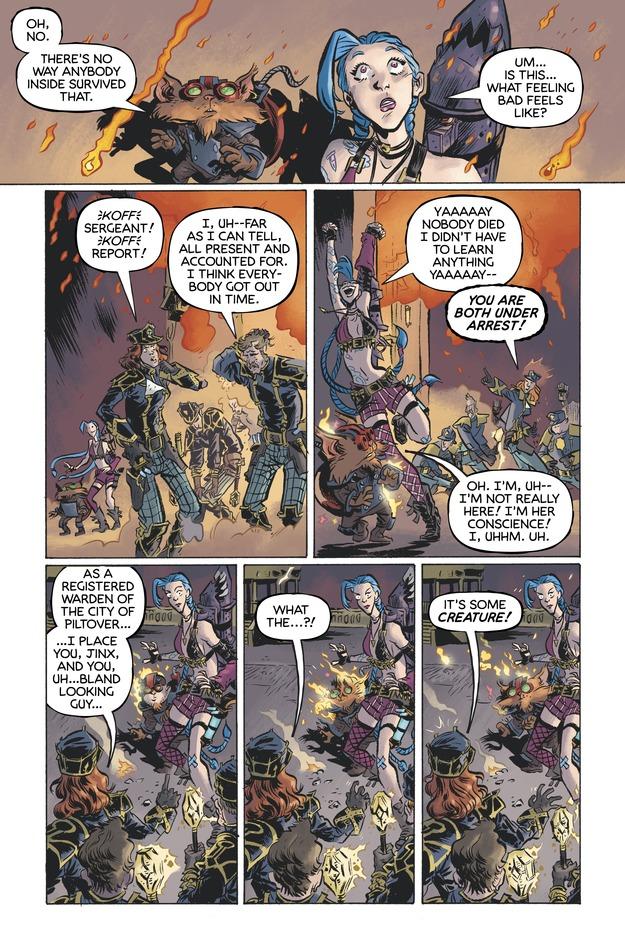 OH,
NO.
THERE'S NO
WAY ANYBODY
INSIDE SURVIVED
THAT.
UM...
IS THIS...
WHAT FEELING
BAD FEELS
LIKE?
KOFF
SERGEANT!
KOFF
REPORT!
I, UH--FAR
AS I CAN TELL,
ALL PRESENT AND
ACCOUNTED FOR.
I THINK EVERY-
BODY GOT OUT
IN TIME.
YAAAAAY
NOBODY DIED
I DIDN'T HAVE
TO LEARN
ANYTHING
YAAAAAY--
YOU ARE
BOTH UNDER
ARREST!
OH. I'M, UH--
I'M NOT REALLY
HERE! I'M HER
CONSCIENCE!
I, UHHM. UH.
AS A
REGISTERED
WARDEN OF
THE CITY OF
PILTOVER...
...I PLACE
YOU, JINX,
AND YOU,
UH...BLAND
LOOKING
GUY...
WHAT
THE...?!
IT'S SOME
CREATURE!